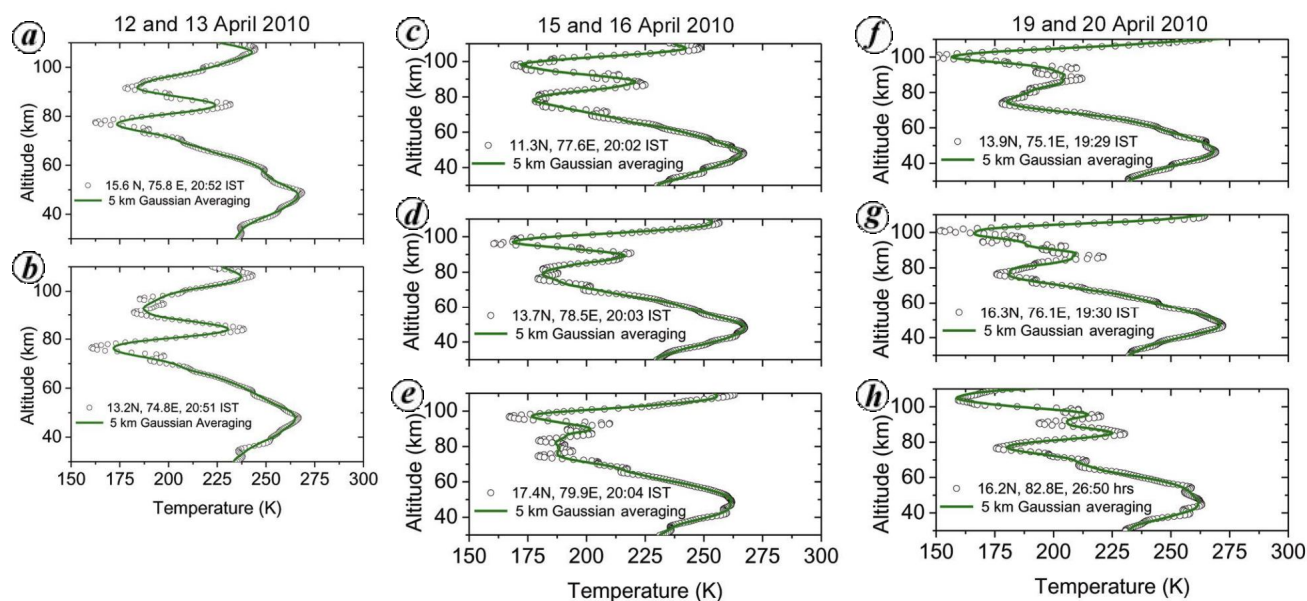 12 and 13 April 2010
a
100
80
60
40
Altitude (km)
15.6 N, 75.8 E, 20:52 IST
5 km Gaussian Averaging
b
100
80
60
40
Altitude (km)
13.2N, 74.8E, 20:51 IST
5 km Gaussian Averaging
150 175 200 225 250 275 300
Temperature (K)
15 and 16 April 2010
c
100
80
60
40
Altitude (km)
11.3N, 77.6E, 20:02 IST
5 km Gaussian averaging
d
100
80
60
40
Altitude (km)
13.7N, 78.5E, 20:03 IST
5 km Gaussian averaging
e
100
80
60
40
Altitude (km)
17.4N, 79.9E, 20:04 IST
5 km Gaussian averaging
150 175 200 225 250 275 300
Temperature (K)
19 and 20 April 2010
f
100
80
60
40
Altitude (km)
13.9N, 75.1E, 19:29 IST
5 km Gaussian averaging
g
100
80
60
40
Altitude (km)
16.3N, 76.1E, 19:30 IST
5 km Gaussian averaging
h
100
80
60
40
Altitude (km)
16.2N, 82.8E, 26:50 hrs
5 km Gaussian averaging
150 175 200 225 250 275 300
Temperature (K)